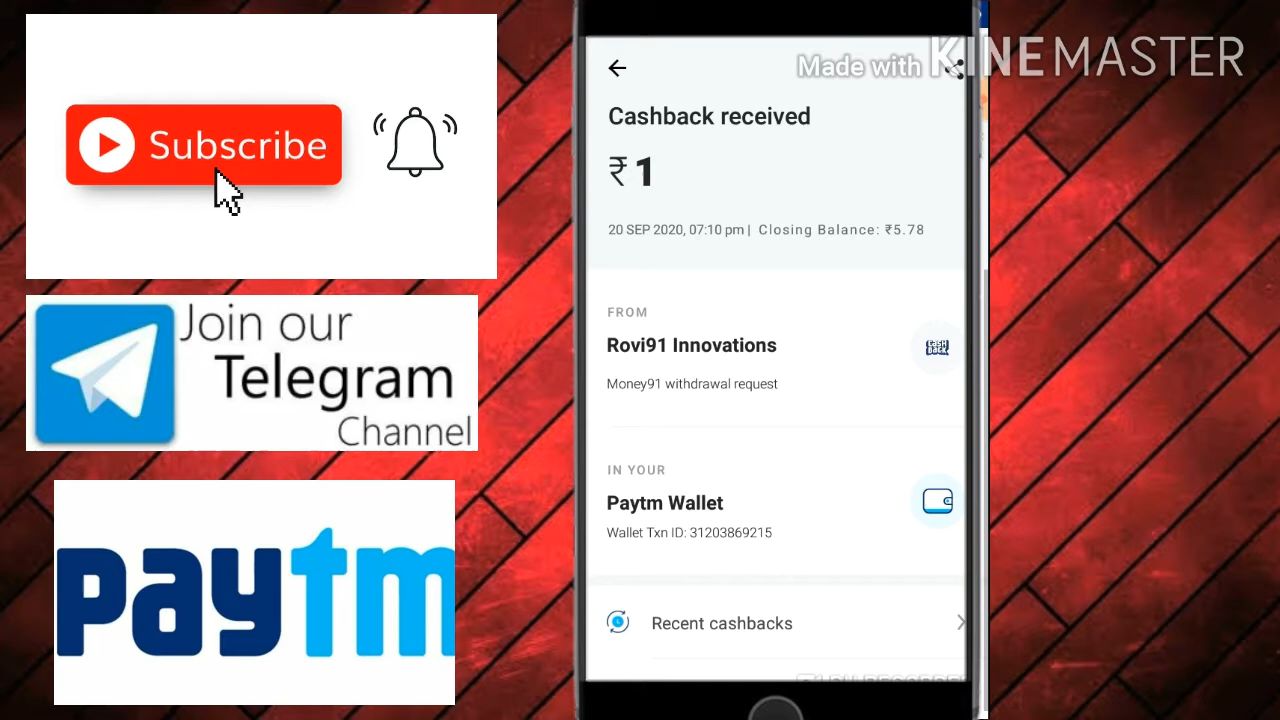 Subscribe
Join our
Telegram
Channel
paytm
Made with KINEMASTER
Cashback received
₹1
20 SEP 2020, 07:10 pm | Closing Balance: ₹5.78
FROM
Rovi91 Innovations
CASH
BACK
Money91 withdrawal request
IN YOUR
Paytm Wallet
Wallet Txn ID: 31203869215
Recent cashbacks